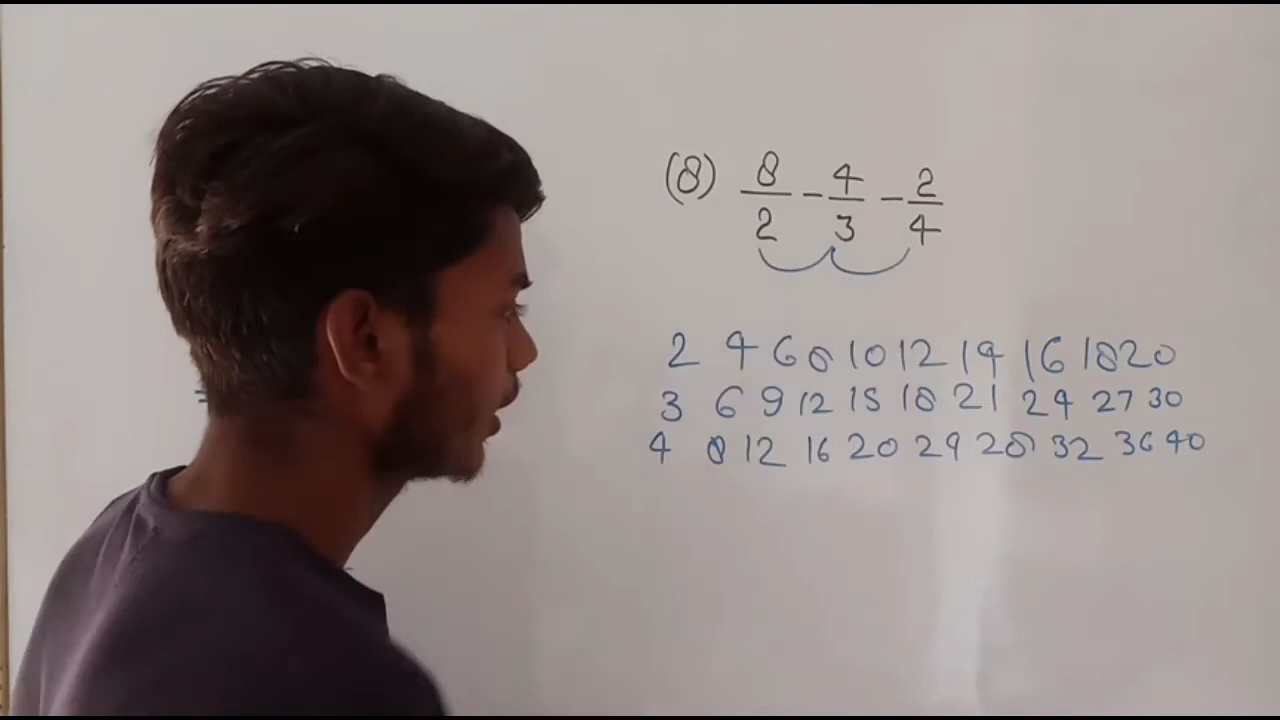 (8) 8/2 - 4/3 - 2/4
2 4 6 8 10 12 14 16 18 20
3 6 9 12 15 18 21 24 27 30
4 8 12 16 20 24 28 32 36 40